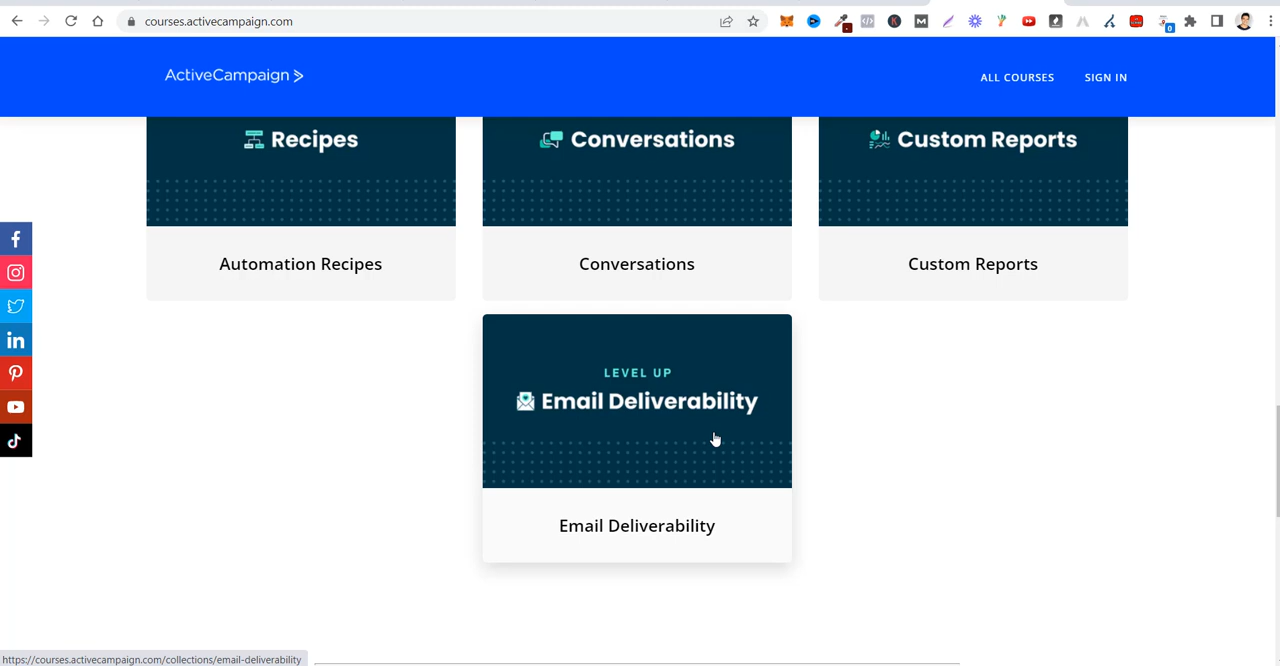 courses.activecampaign.com
0
ActiveCampaign >
ALL COURSES
SIGN IN
Recipes
Conversations
Custom Reports
Automation Recipes
Conversations
Custom Reports
LEVEL UP
Email Deliverability
Email Deliverability
https://courses.activecampaign.com/collections/email-deliverability